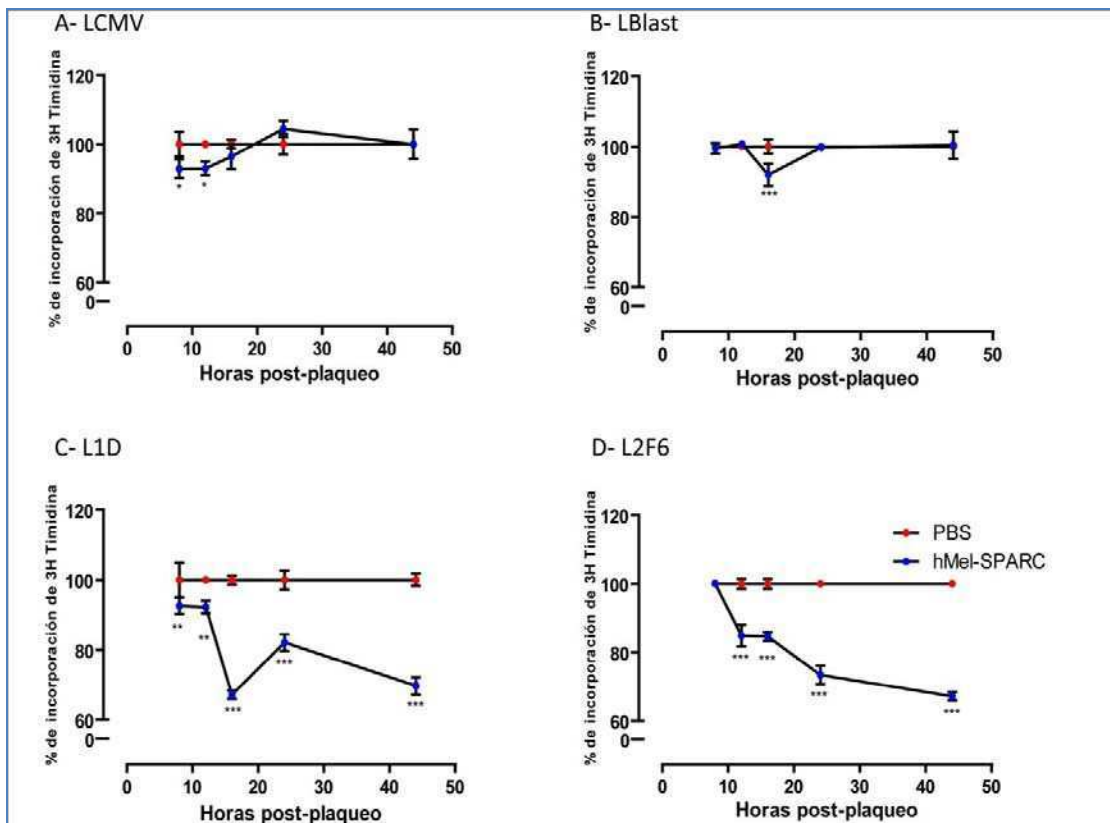 A- LCMV
% de incorporación de 3H Timidina
120
100
80
60
0
* *
0 10 20 30 40 50
Horas post-plaqueo
B- LBlast
% de incorporación de 3H Timidina
120
100
80
60
0
***
0 10 20 30 40 50
Horas post-plaqueo
C- L1D
% de incorporación de 3H Timidina
120
100
80
60
0
** ** *** *** ***
0 10 20 30 40 50
Horas post-plaqueo
D- L2F6
% de incorporación de 3H Timidina
120
100
80
60
0
PBS
hMel-SPARC
*** *** *** ***
0 10 20 30 40 50
Horas post-plaqueo